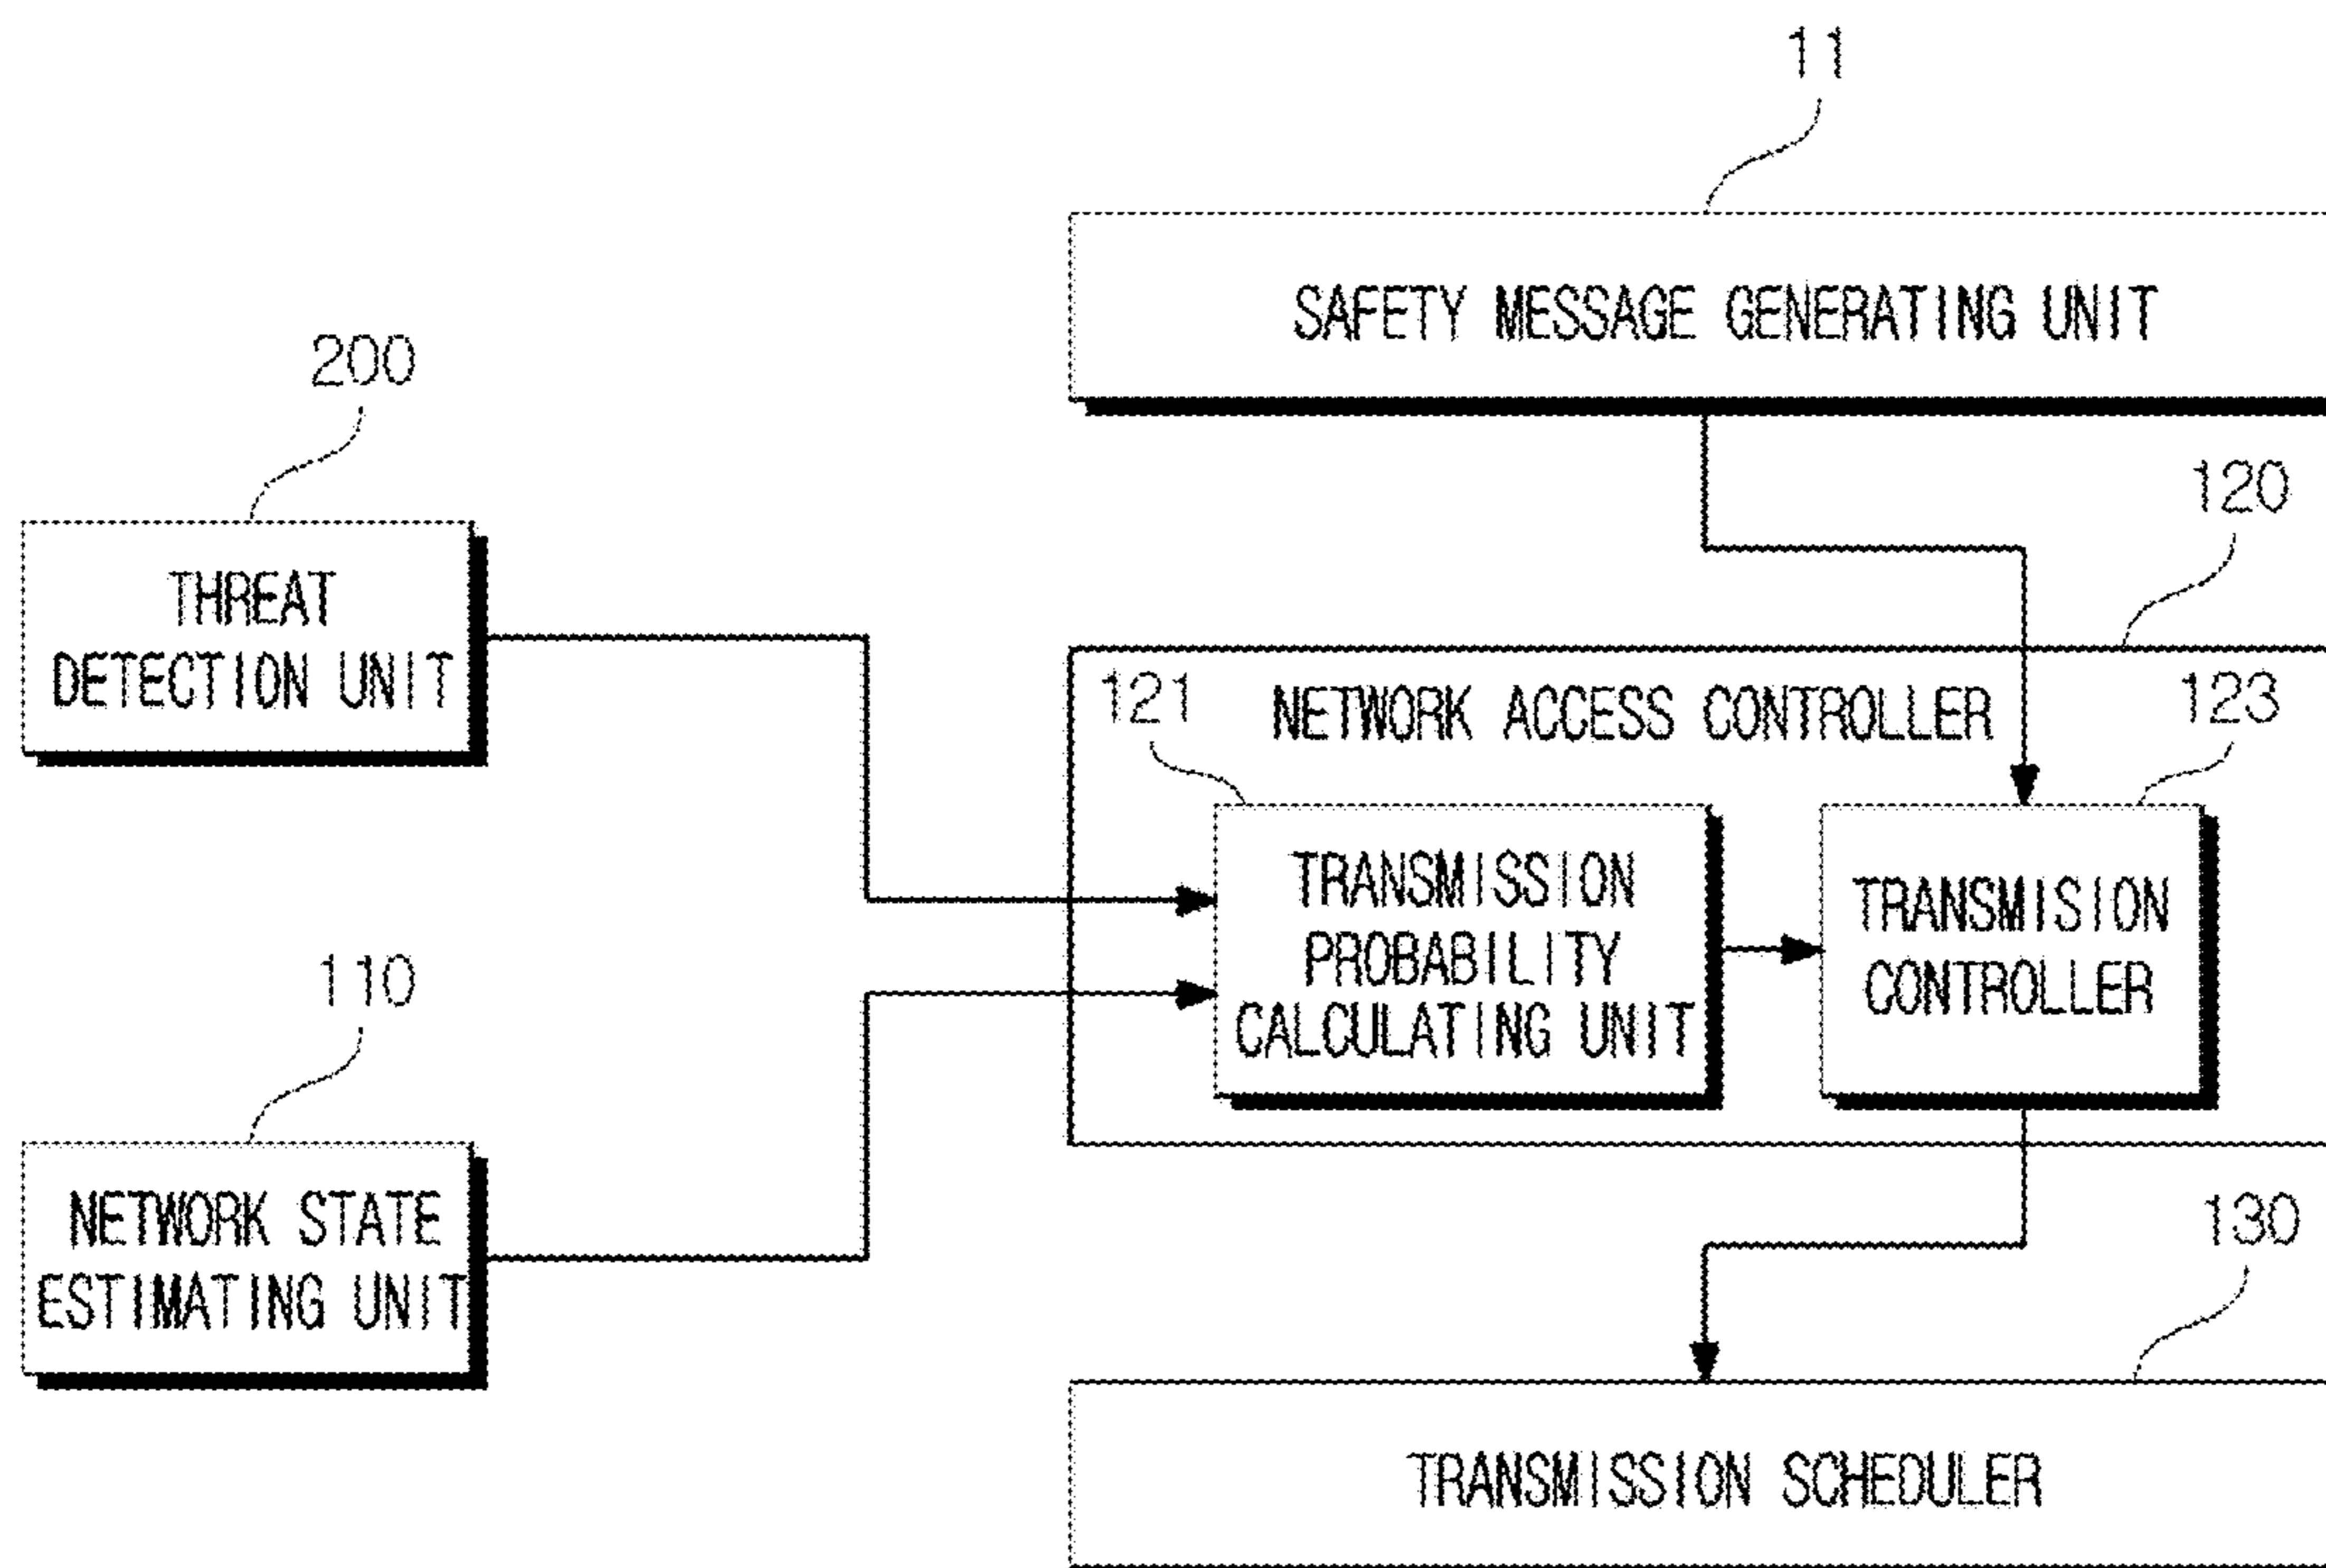 11
SAFETY MESSAGE GENERATING UNIT
200
THREAT
DETECTION UNIT
120
NETWORK ACCESS CONTROLLER
121
123
TRANSMISSION
PROBABILITY
CALCULATING UNIT
TRANSMISION
CONTROLLER
110
NETWORK STATE
ESTIMATING UNIT
130
TRANSMISSION SCHEDULER